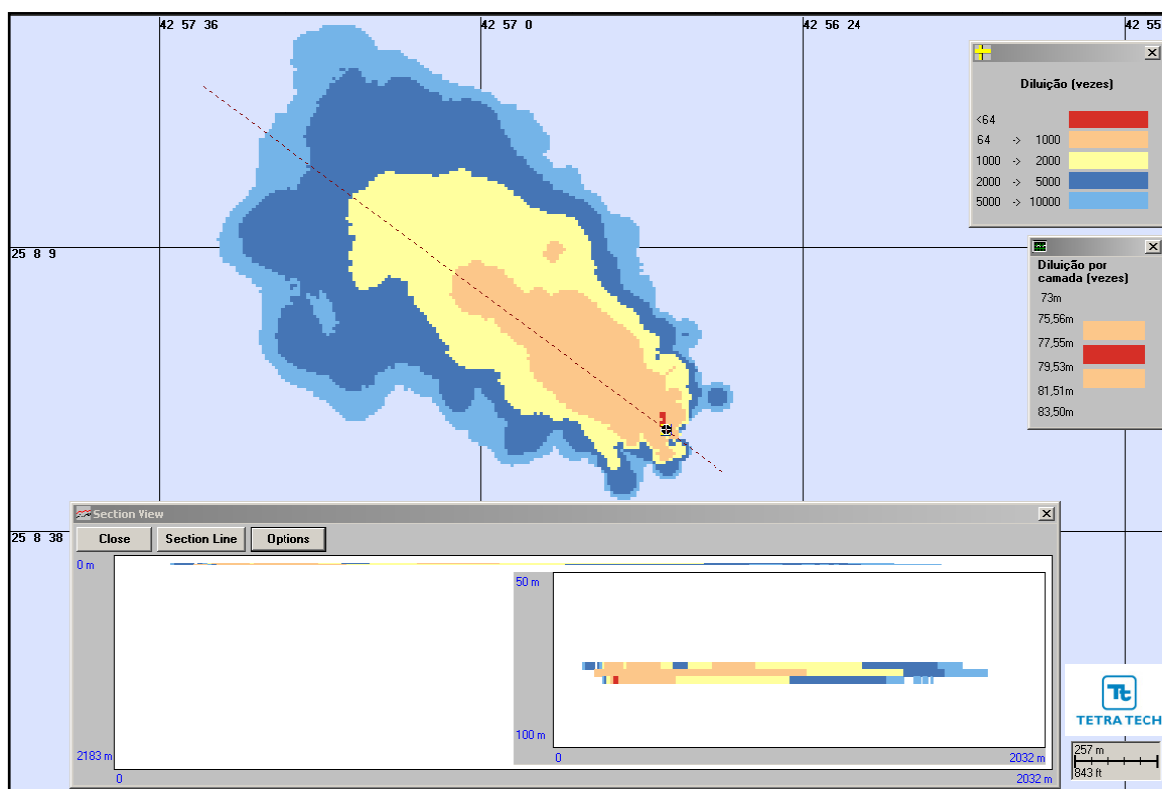 42 57 36
42 57 0
42 56 24
42 55
Diluição (vezes)
<64
64 -> 1000
1000 -> 2000
2000 -> 5000
5000 -> 10000
25 8 9
Diluição por
camada (vezes)
73m
75,56m
77,55m
79,53m
81,51m
83,50m
Section View
25 8 38
Close
Section Line
Options
0 m
50 m
100 m
0
2032 m
2183 m
0
2032 m
Tt
TETRA TECH
257 m
843 ft